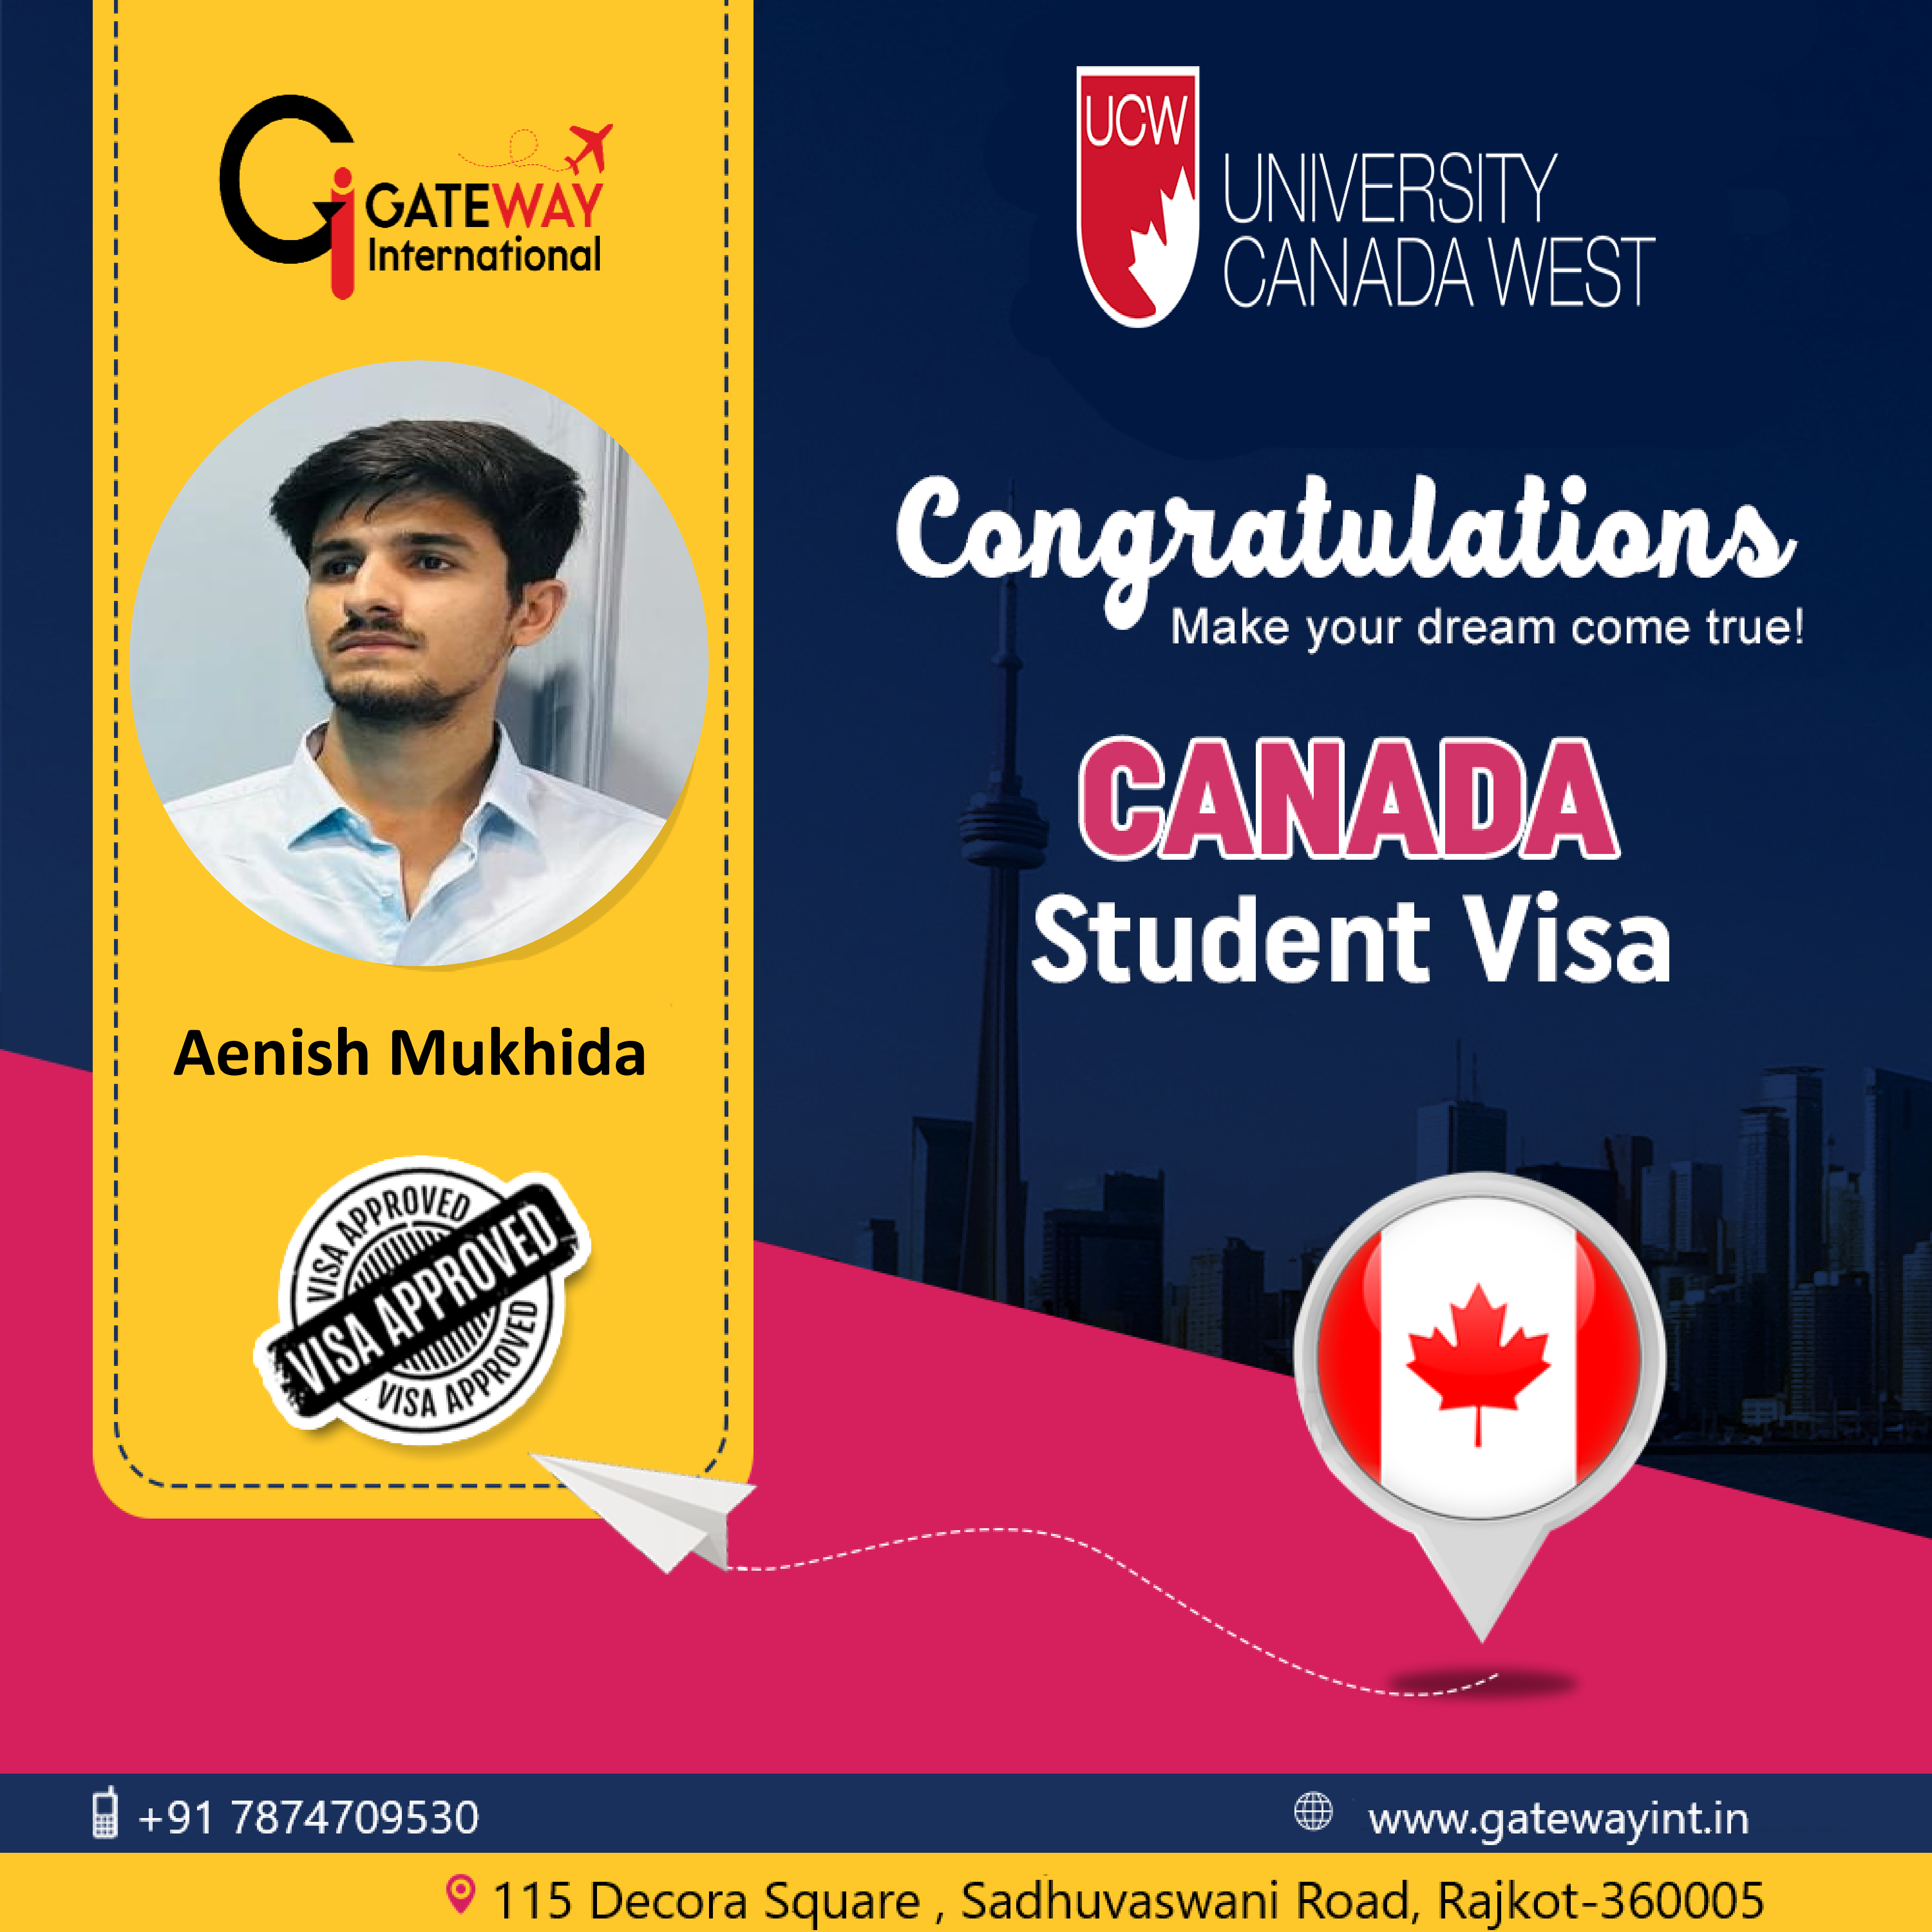 GATEWAY
International
Aenish Mukhida
VISA APPROVED
VISA APPROVED
VISA APPROVED
UCW
UNIVERSITY
CANADA WEST
Congratulations
Make your dream come true!
CANADA
Student Visa
+91 7874709530
www.gatewayint.in
115 Decora Square , Sadhuvaswani Road, Rajkot-360005